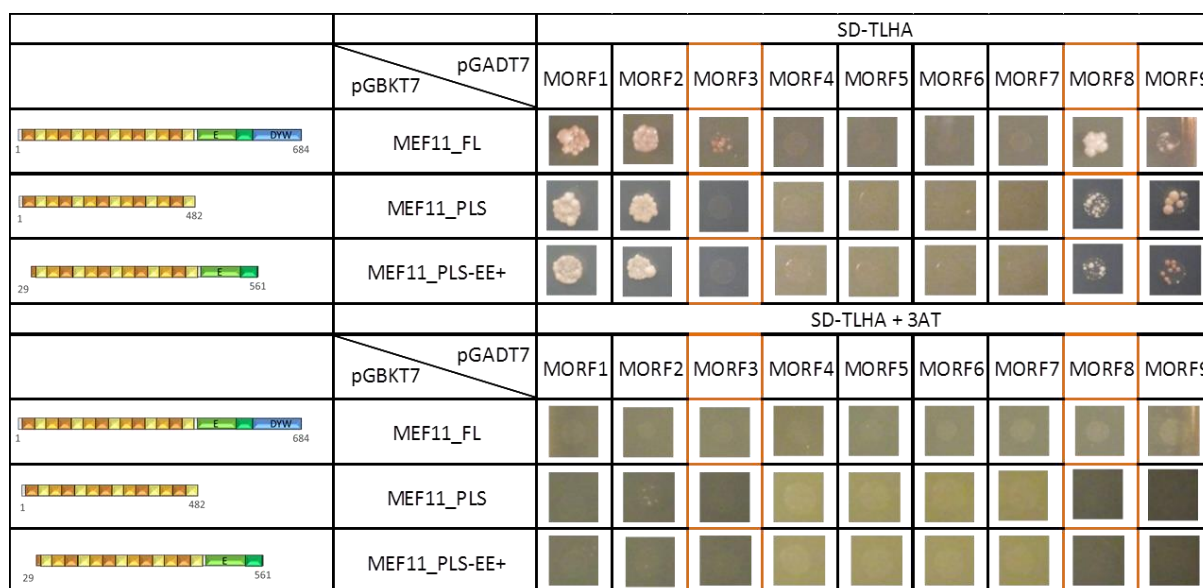 SD-TLHA
pGADT7
pGBKT7
MORF1 MORF2 MORF3 MORF4 MORF5 MORF6 MORF7 MORF8 MORF9
E DYW
1 684
MEF11_FL
1 482
MEF11_PLS
E
29 561
MEF11_PLS-EE+
SD-TLHA + 3AT
pGADT7
pGBKT7
MORF1 MORF2 MORF3 MORF4 MORF5 MORF6 MORF7 MORF8 MORF9
E DYW
1 684
MEF11_FL
1 482
MEF11_PLS
E
29 561
MEF11_PLS-EE+